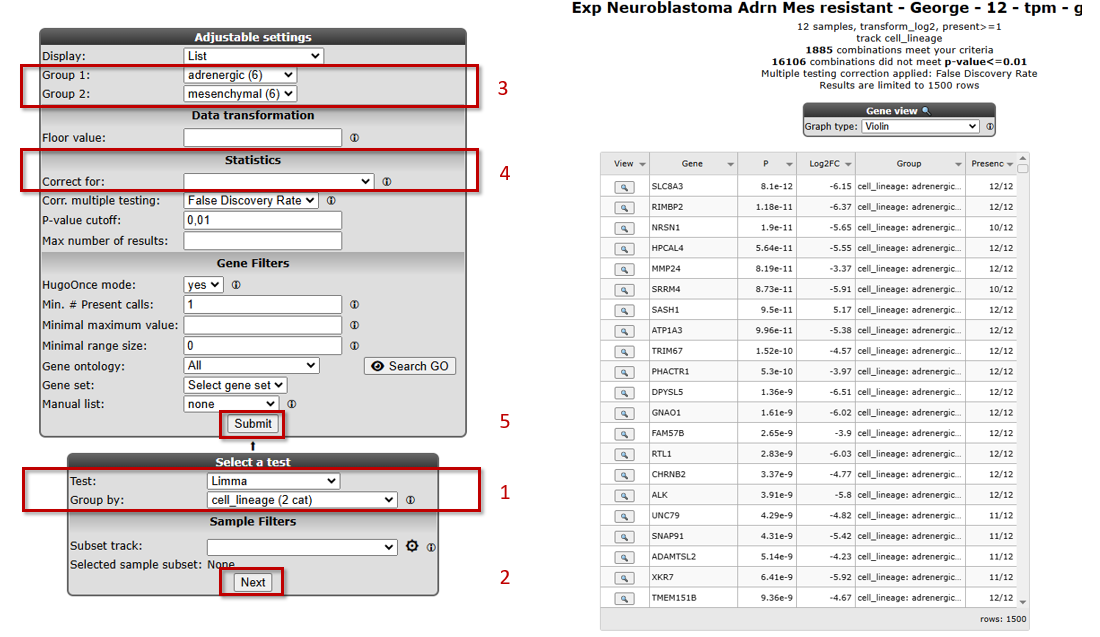 Exp Neuroblastoma Adrn Mes resistant - George - 12 - tpm - g
12 samples, transform_log2, present>=1
track cell_lineage
1885 combinations meet your criteria
16106 combinations did not meet p-value<=0.01
Multiple testing correction applied: False Discovery Rate
Results are limited to 1500 rows
Adjustable settings
Display: List
Group 1: adrenergic (6)
Group 2: mesenchymal (6)
3
Data transformation
Floor value:
Statistics
4
Correct for:
Corr. multiple testing: False Discovery Rate
P-value cutoff: 0,01
Max number of results:
Gene Filters
HugoOnce mode: yes
Min. # Present calls: 1
Minimal maximum value:
Minimal range size: 0
Gene ontology: All Search GO
Gene set: Select gene set
Manual list: none
Submit
5
Select a test
Test: Limma
Group by: cell_lineage (2 cat)
1
Sample Filters
Subset track:
Selected sample subset: None
Next
2
Gene view
Graph type: Violin
View Gene P Log2FC Group Presenc
SLC8A3 8.1e-12 -6.15 cell_lineage: adrenergic... 12/12
RIMBP2 1.18e-11 -6.37 cell_lineage: adrenergic... 12/12
NRSN1 1.9e-11 -5.65 cell_lineage: adrenergic... 10/12
HPCAL4 5.64e-11 -5.55 cell_lineage: adrenergic... 12/12
MMP24 8.19e-11 -3.37 cell_lineage: adrenergic... 12/12
SRRM4 8.73e-11 -5.91 cell_lineage: adrenergic... 10/12
SASH1 9.5e-11 5.17 cell_lineage: adrenergic... 12/12
ATP1A3 9.96e-11 -5.38 cell_lineage: adrenergic... 12/12
TRIM67 1.52e-10 -4.57 cell_lineage: adrenergic... 12/12
PHACTR1 5.3e-10 -3.97 cell_lineage: adrenergic... 12/12
DPYSL5 1.36e-9 -6.51 cell_lineage: adrenergic... 12/12
GNAO1 1.61e-9 -6.02 cell_lineage: adrenergic... 12/12
FAM57B 2.65e-9 -3.9 cell_lineage: adrenergic... 12/12
RTL1 2.83e-9 -6.03 cell_lineage: adrenergic... 12/12
CHRNB2 3.37e-9 -4.77 cell_lineage: adrenergic... 12/12
ALK 3.91e-9 -5.8 cell_lineage: adrenergic... 12/12
UNC79 4.29e-9 -4.82 cell_lineage: adrenergic... 11/12
SNAP91 4.31e-9 -5.42 cell_lineage: adrenergic... 11/12
ADAMTSL2 5.14e-9 -4.23 cell_lineage: adrenergic... 11/12
XKR7 6.41e-9 -5.92 cell_lineage: adrenergic... 11/12
TMEM151B 9.36e-9 -4.67 cell_lineage: adrenergic... 12/12
rows: 1500